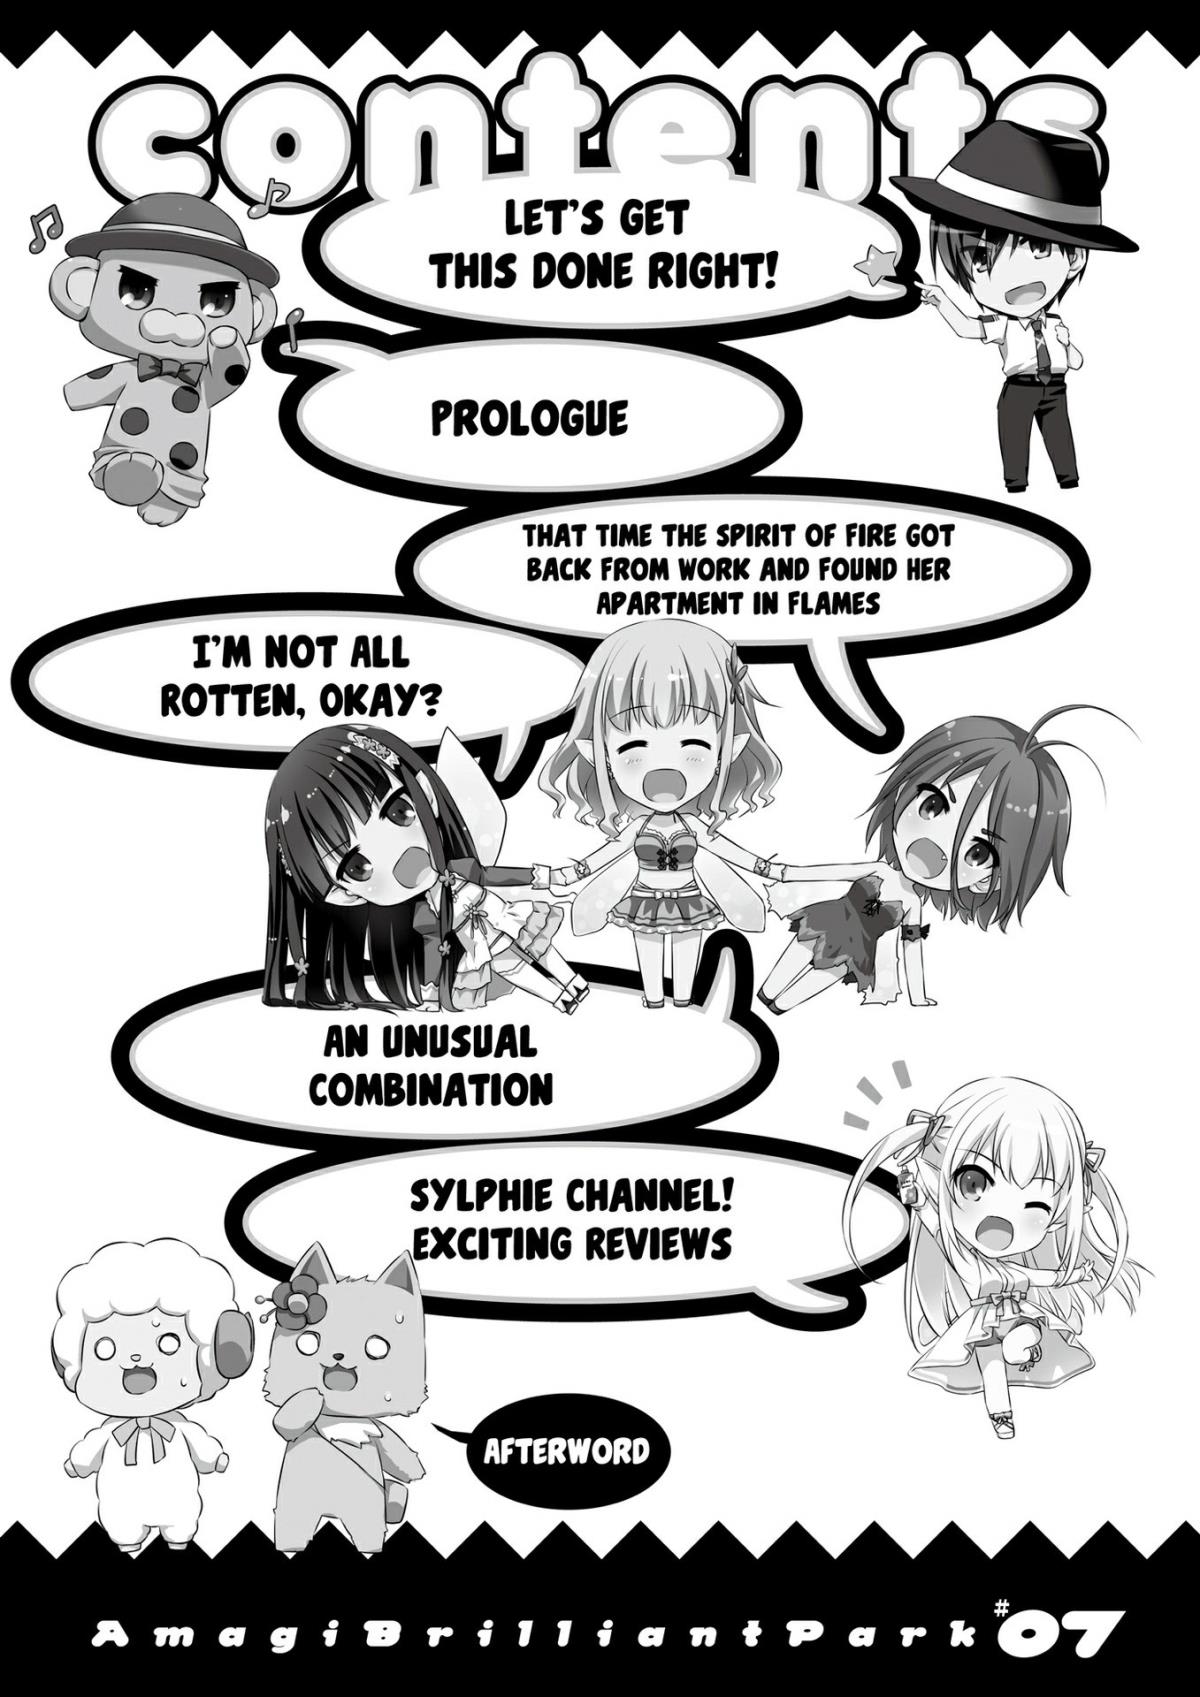 contents
LET'S GET
THIS DONE RIGHT!
PROLOGUE
THAT TIME THE SPIRIT OF FIRE GOT
BACK FROM WORK AND FOUND HER
APARTMENT IN FLAMES
I'M NOT ALL
ROTTEN, OKAY?
AN UNUSUAL
COMBINATION
SYLPHIE CHANNEL!
EXCITING REVIEWS
AFTERWORD
AmagiBrilliantPark #07